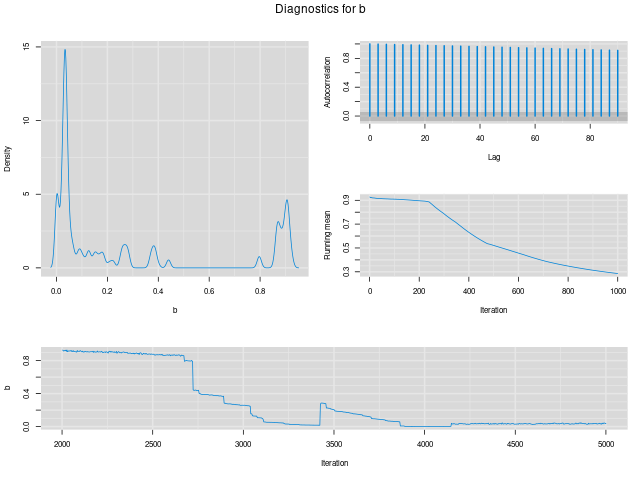 Diagnostics for b
Density
15
10
5
0
0.0 0.2 0.4 0.6 0.8
b
Autocorrelation
0.8
0.4
0.0
0 20 40 60 80
Lag
Running mean
0.9
0.7
0.5
0.3
0 200 400 600 800 1000
Iteration
b
0.8
0.4
0.0
2000 2500 3000 3500 4000 4500 5000
Iteration